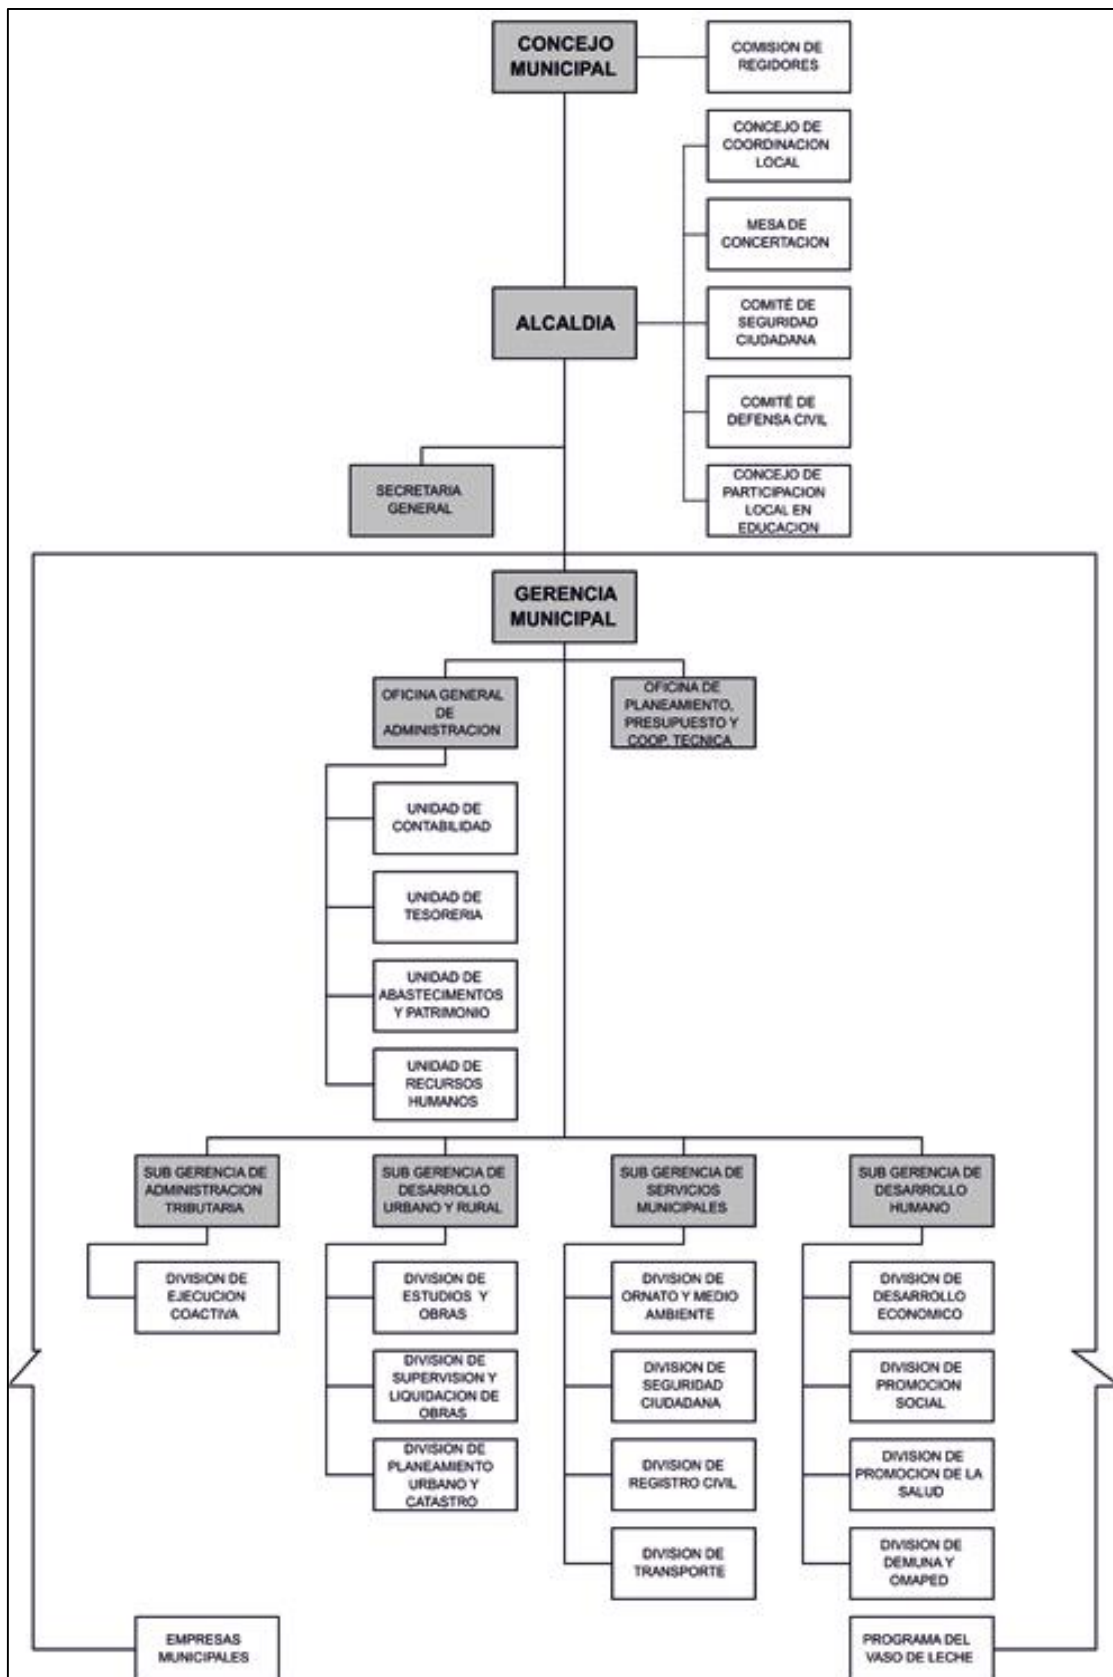 CONCEJO
MUNICIPAL
COMISION DE
REGIDORES
CONCEJO DE
COORDINACION
LOCAL
MESA DE
CONCERTACION
ALCALDIA
COMITÉ DE
SEGURIDAD
CIUDADANA
COMITÉ DE
DEFENSA CIVIL
SECRETARIA
GENERAL
CONCEJO DE
PARTICIPACION
LOCAL EN
EDUCACION
GERENCIA
MUNICIPAL
OFICINA GENERAL
DE
ADMINISTRACION
OFICINA DE
PLANEAMIENTO,
PRESUPUESTO Y
COOP. TECNICA
UNIDAD DE
CONTABILIDAD
UNIDAD DE
TESORERIA
UNIDAD DE
ABASTECIMENTOS
Y PATRIMONIO
UNIDAD DE
RECURSOS
HUMANOS
SUB GERENCIA DE
ADMINISTRACION
TRIBUTARIA
SUB GERENCIA DE
DESARROLLO
URBANO Y RURAL
SUB GERENCIA DE
SERVICIOS
MUNICIPALES
SUB GERENCIA DE
DESARROLLO
HUMANO
DIVISION DE
EJECUCION
COACTIVA
DIVISION DE
ESTUDIOS Y
OBRAS
DIVISION DE
ORNATO Y MEDIO
AMBIENTE
DIVISION DE
DESARROLLO
ECONOMICO
DIVISION DE
SUPERVISION Y
LIQUIDACION DE
OBRAS
DIVISION DE
SEGURIDAD
CIUDADANA
DIVISION DE
PROMOCION
SOCIAL
DIVISION DE
PLANEAMIENTO
URBANO Y
CATASTRO
DIVISION DE
REGISTRO CIVIL
DIVISION DE
PROMOCION DE LA
SALUD
DIVISION DE
TRANSPORTE
DIVISION DE
DEMUNA Y
OMAPED
EMPRESAS
MUNICIPALES
PROGRAMA DEL
VASO DE LECHE